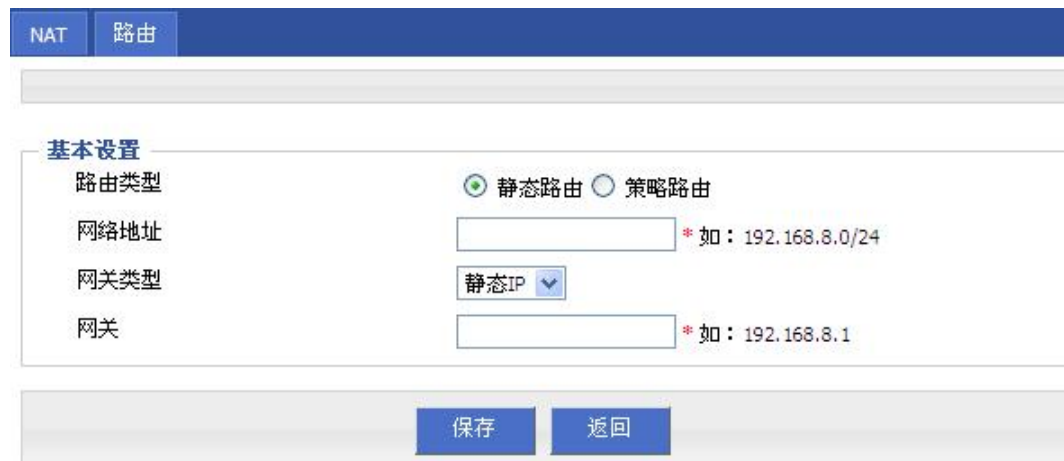 NAT 路由
基本设置
路由类型 静态路由 策略路由
网络地址 *如：192.168.8.0/24
网关类型 静态IP
网关 *如：192.168.8.1
保存 返回